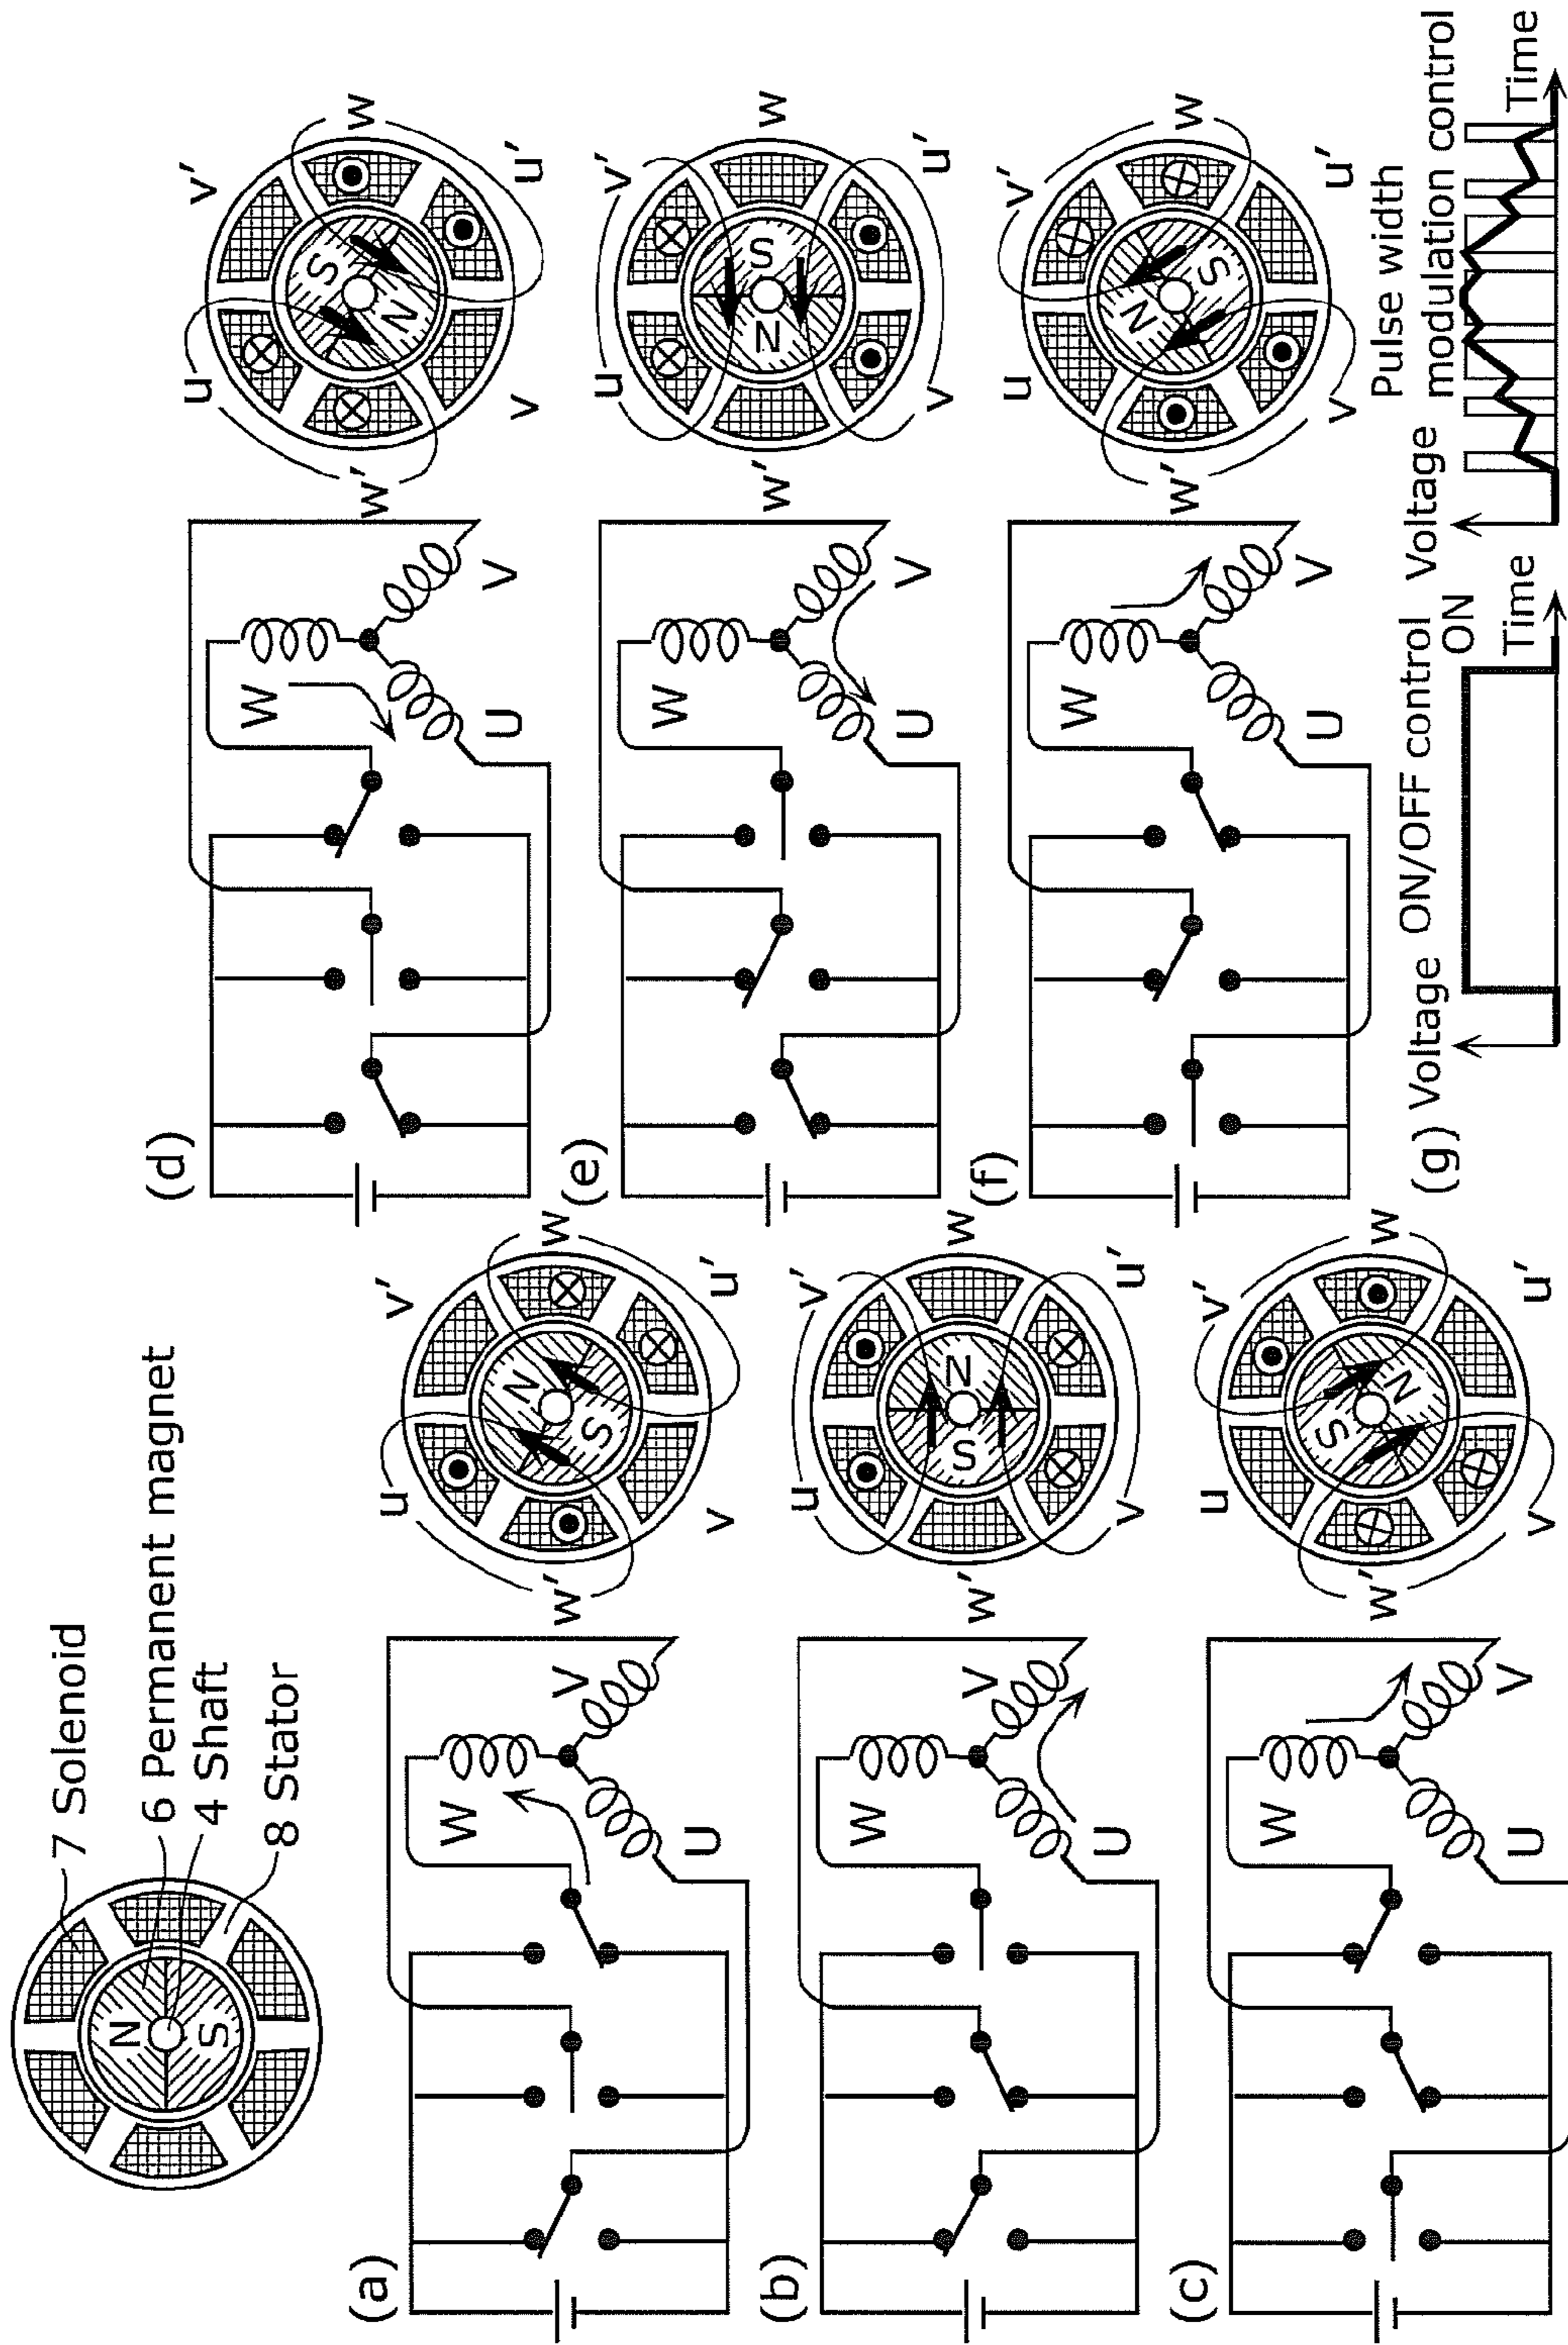 7 Solenoid
6 Permanent magnet
4 Shaft
8 Stator
N
S
(a)
W
V
U
u
v'
w'
w
v
u'
N
S
(b)
W
V
U
u
v'
w'
w
v
u'
S
N
(c)
W
V
U
u
v'
w'
w
v
u'
S
N
(d)
W
V
U
u
v'
w'
w
v
u'
S
N
(e)
W
V
U
u
v'
w'
w
v
u'
N
S
(f)
W
V
U
u
v'
w'
w
v
u'
N
S
(g)
Voltage
ON/OFF control
ON
Time
Voltage
Pulse width
modulation control
Time